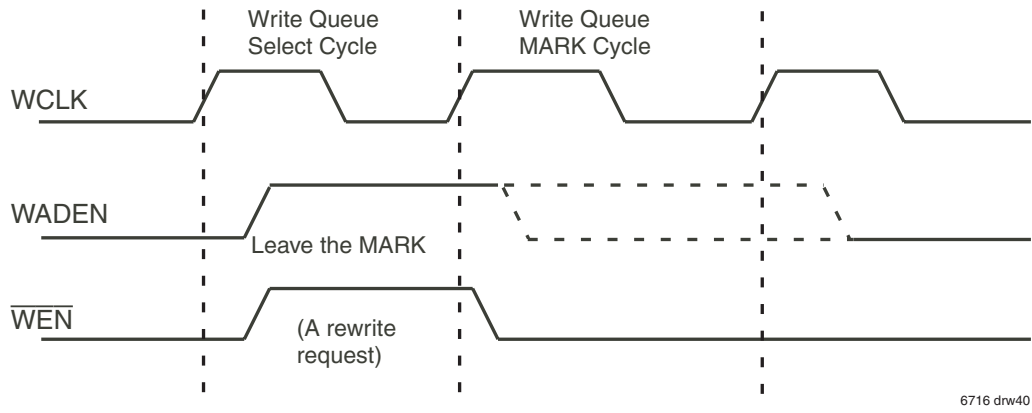 Write Queue
Select Cycle
Write Queue
MARK Cycle
WCLK
WADEN
Leave the MARK
WEN
(A rewrite
request)
6716 drw40